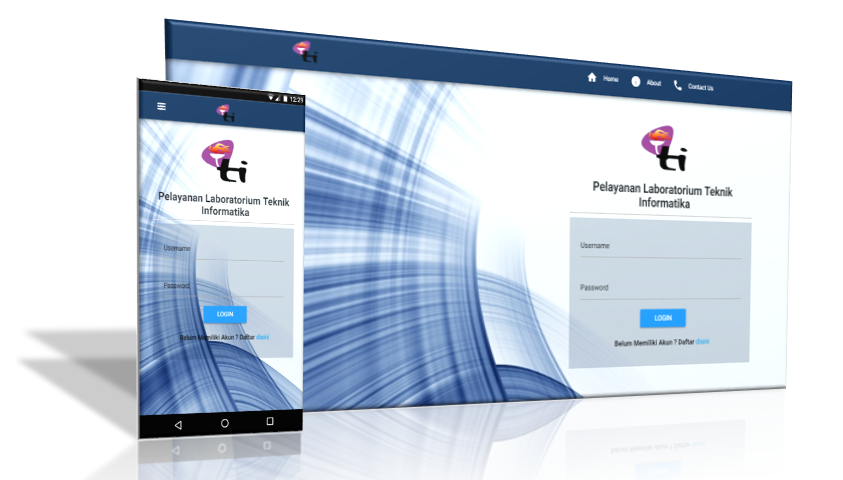 ti
Home
About
Contact Us
ti
Pelayanan Laboratorium Teknik
Informatika
Username
Password
LOGIN
Belum Memiliki Akun ? Daftar disini
12:21
ti
ti
Pelayanan Laboratorium Teknik
Informatika
Username
Password
LOGIN
Belum Memiliki Akun ? Daftar disini